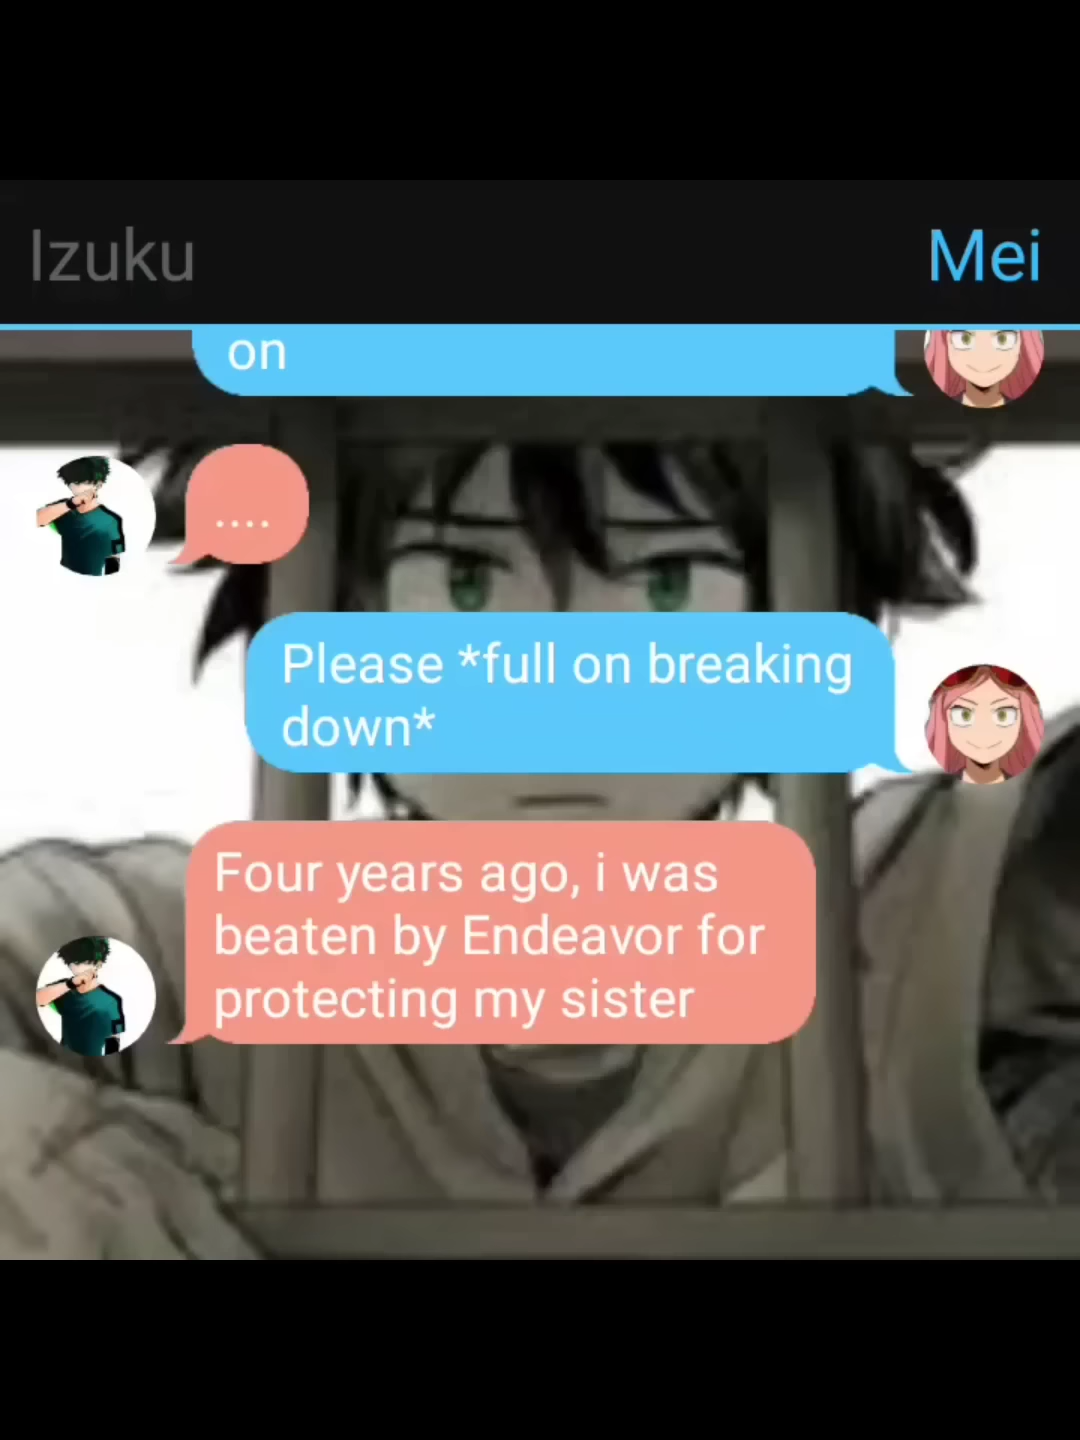 Izuku
Mei
on
....
Please *full on breaking
down*
Four years ago, i was
beaten by Endeavor for
protecting my sister